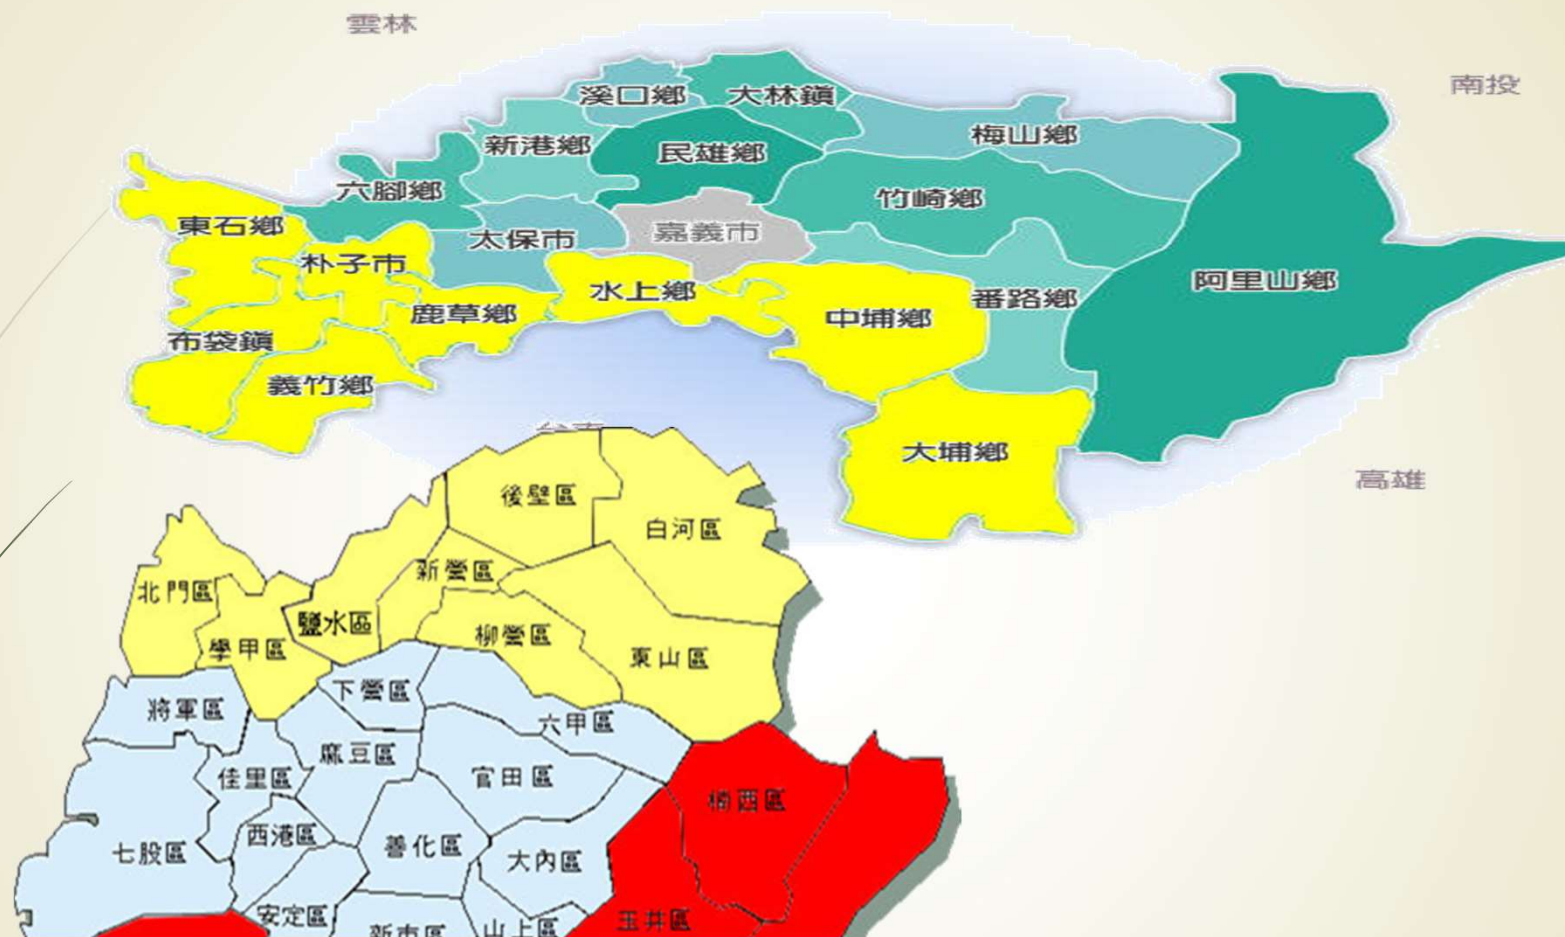 雲林
南投
溪口鄉
大林鎮
梅山鄉
新港鄉
民雄鄉
六腳鄉
竹崎鄉
東石鄉
太保市
嘉義市
朴子市
阿里山鄉
水上鄉
番路鄉
鹿草鄉
中埔鄉
布袋鎮
義竹鄉
大埔鄉
高雄
後壁區
白河區
新營區
北門區
鹽水區
柳營區
學甲區
東山區
下營區
將軍區
六甲區
麻豆區
佳里區
官田區
楠西區
西港區
善化區
七股區
大內區
安定區
玉井區
山上區
新市區